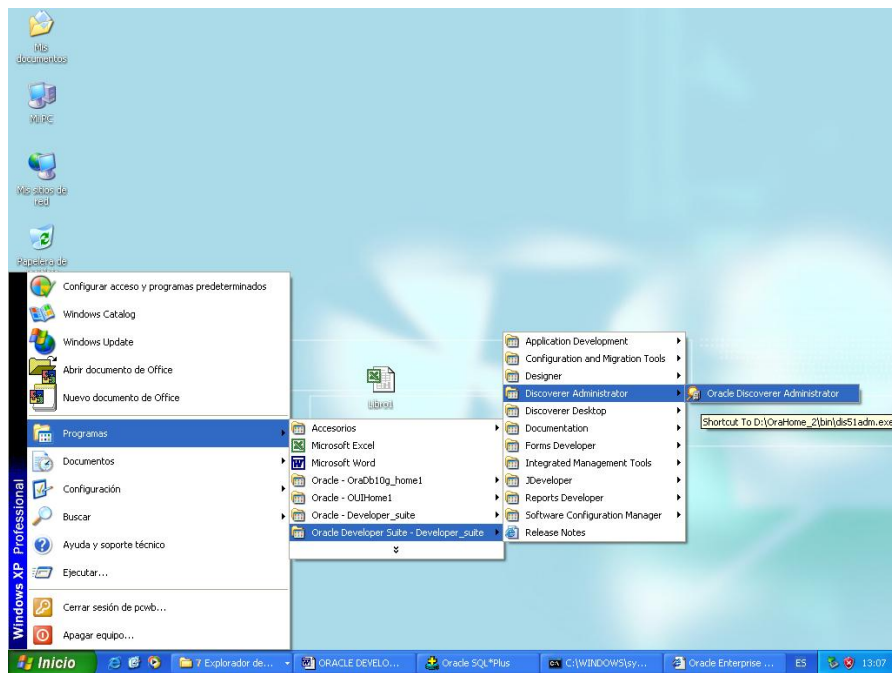 Mis
documentos
Mi PC
Mis sitios de
red
Papelera de
Configurar acceso y programas predeterminados
Windows Catalog
Windows Update
Abrir documento de Office
Nuevo documento de Office
Programas
Documentos
Configuración
Buscar
Ayuda y soporte técnico
Ejecutar...
Cerrar sesión de pcwb...
Apagar equipo...
Windows XP Professional
Libro1
Accesorios
Microsoft Excel
Microsoft Word
Oracle - OraDb10g_home1
Oracle - OUIHome1
Oracle - Developer_suite
Oracle Developer Suite - Developer_suite
Application Development
Configuration and Migration Tools
Designer
Discoverer Administrator
Discoverer Desktop
Documentation
Forms Developer
Integrated Management Tools
JDeveloper
Reports Developer
Software Configuration Manager
Release Notes
Oracle Discoverer Administrator
Shortcut To D:\OraHome_2\bin\dis51adm.exe
Inicio
7 Explorador de...
ORACLE DEVELO...
Oracle SQL*Plus
C:\WINDOWS\sy...
Oracle Enterprise ...
ES
13:07